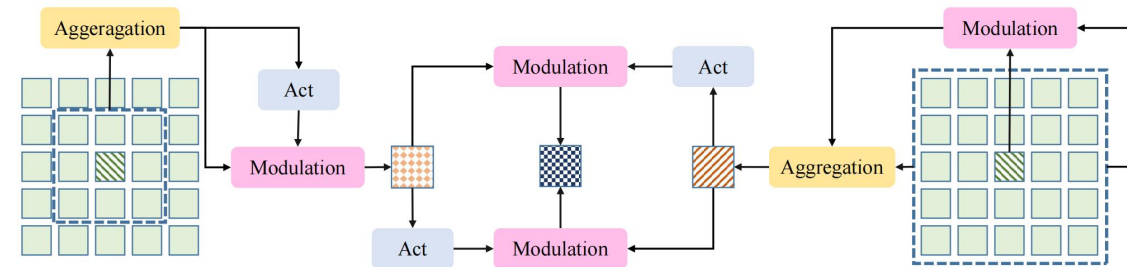 Aggeragation
Modulation
Modulation
Act
Act
Modulation
Aggregation
Act
Modulation